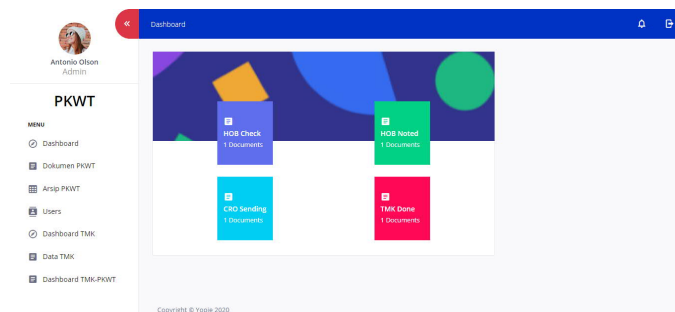 Dashboard
Antonio Olson
Admin
PKWT
MENU
Dashboard
Dokumen PKWT
Arsip PKWT
Users
Dashboard TMK
Data TMK
Dashboard TMK-PKWT
HOB Check
1 Documents
HOB Noted
1 Documents
CRO Sending
1 Documents
TMK Done
1 Documents
Copyright © Yopie 2020